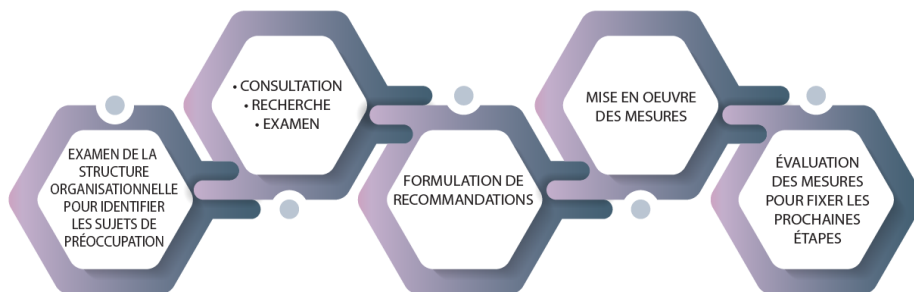 EXAMEN DE LA
STRUCTURE
ORGANISATIONNELLE
POUR IDENTIFIER
LES SUJETS DE
PRÉOCCUPATION
• CONSULTATION
• RECHERCHE
• EXAMEN
FORMULATION DE
RECOMMANDATIONS
MISE EN OEUVRE
DES MESURES
ÉVALUATION
DES MESURES
POUR FIXER LES
PROCHAINES
ÉTAPES